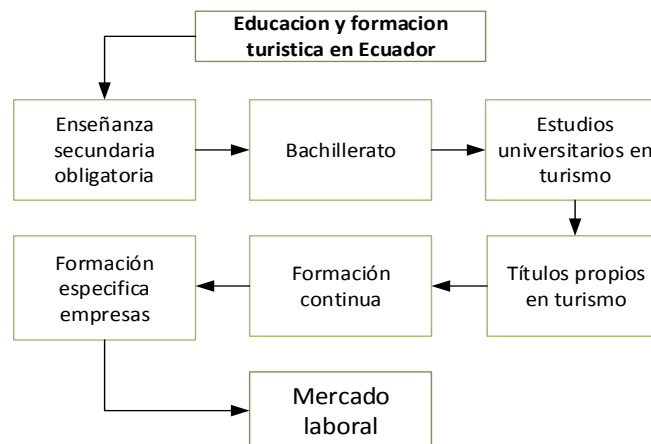 Educacion y formacion
turistica en Ecuador
Enseñanza
secundaria
obligatoria
Bachillerato
Estudios
universitarios en
turismo
Títulos propios
en turismo
Formación
continua
Formación
especifica
empresas
Mercado
laboral